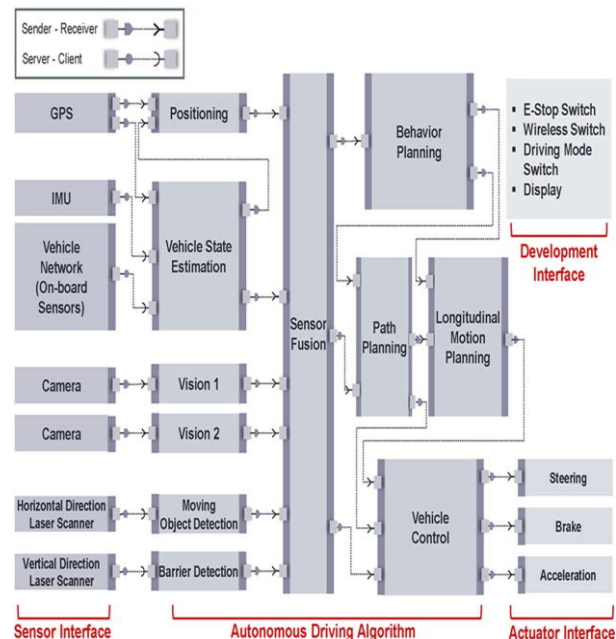 Sender - Receiver
Server - Client
GPS
Positioning
IMU
Vehicle
Network
(On-board
Sensors)
Vehicle State
Estimation
Camera
Vision 1
Camera
Vision 2
Horizontal Direction
Laser Scanner
Moving
Object Detection
Vertical Direction
Laser Scanner
Barrier Detection
Sensor
Fusion
Behavior
Planning
Path
Planning
Longitudinal
Motion
Planning
Vehicle
Control
▪ E-Stop Switch
▪ Wireless Switch
▪ Driving Mode
Switch
▪ Display
Development
Interface
Steering
Brake
Acceleration
Sensor Interface
Autonomous Driving Algorithm
Actuator Interface